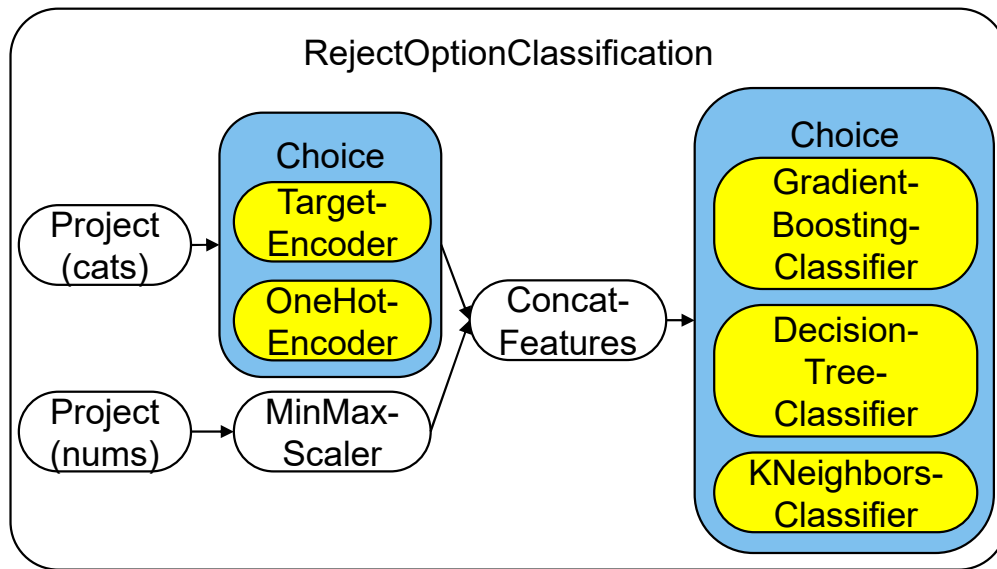 RejectOptionClassification
Project
(cats)
Choice
Target-
Encoder
OneHot-
Encoder
Project
(nums)
MinMax-
Scaler
Concat-
Features
Choice
Gradient-
Boosting-
Classifier
Decision-
Tree-
Classifier
KNeighbors-
Classifier